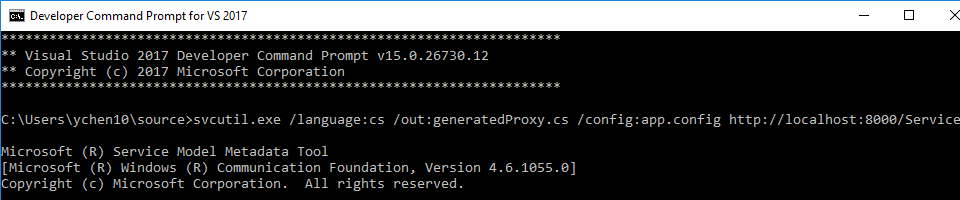 Developer Command Prompt for VS 2017
**********************************************************************
** Visual Studio 2017 Developer Command Prompt v15.0.26730.12
** Copyright (c) 2017 Microsoft Corporation
**********************************************************************
C:\Users\ychen10\source>svcutil.exe /language:cs /out:generatedProxy.cs /config:app.config http://localhost:8000/Service
Microsoft (R) Service Model Metadata Tool
[Microsoft (R) Windows (R) Communication Foundation, Version 4.6.1055.0]
Copyright (c) Microsoft Corporation.  All rights reserved.